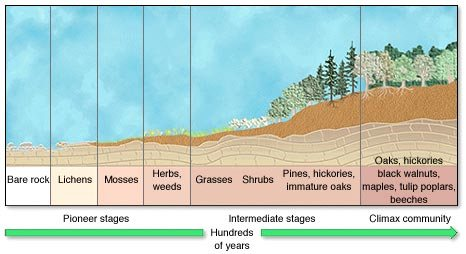 Bare rock
Lichens
Mosses
Herbs,
weeds
Grasses
Shrubs
Pines, hickories,
immature oaks
Oaks, hickories
black walnuts,
maples, tulip poplars,
beeches
Pioneer stages
Intermediate stages
Climax community
Hundreds
of years